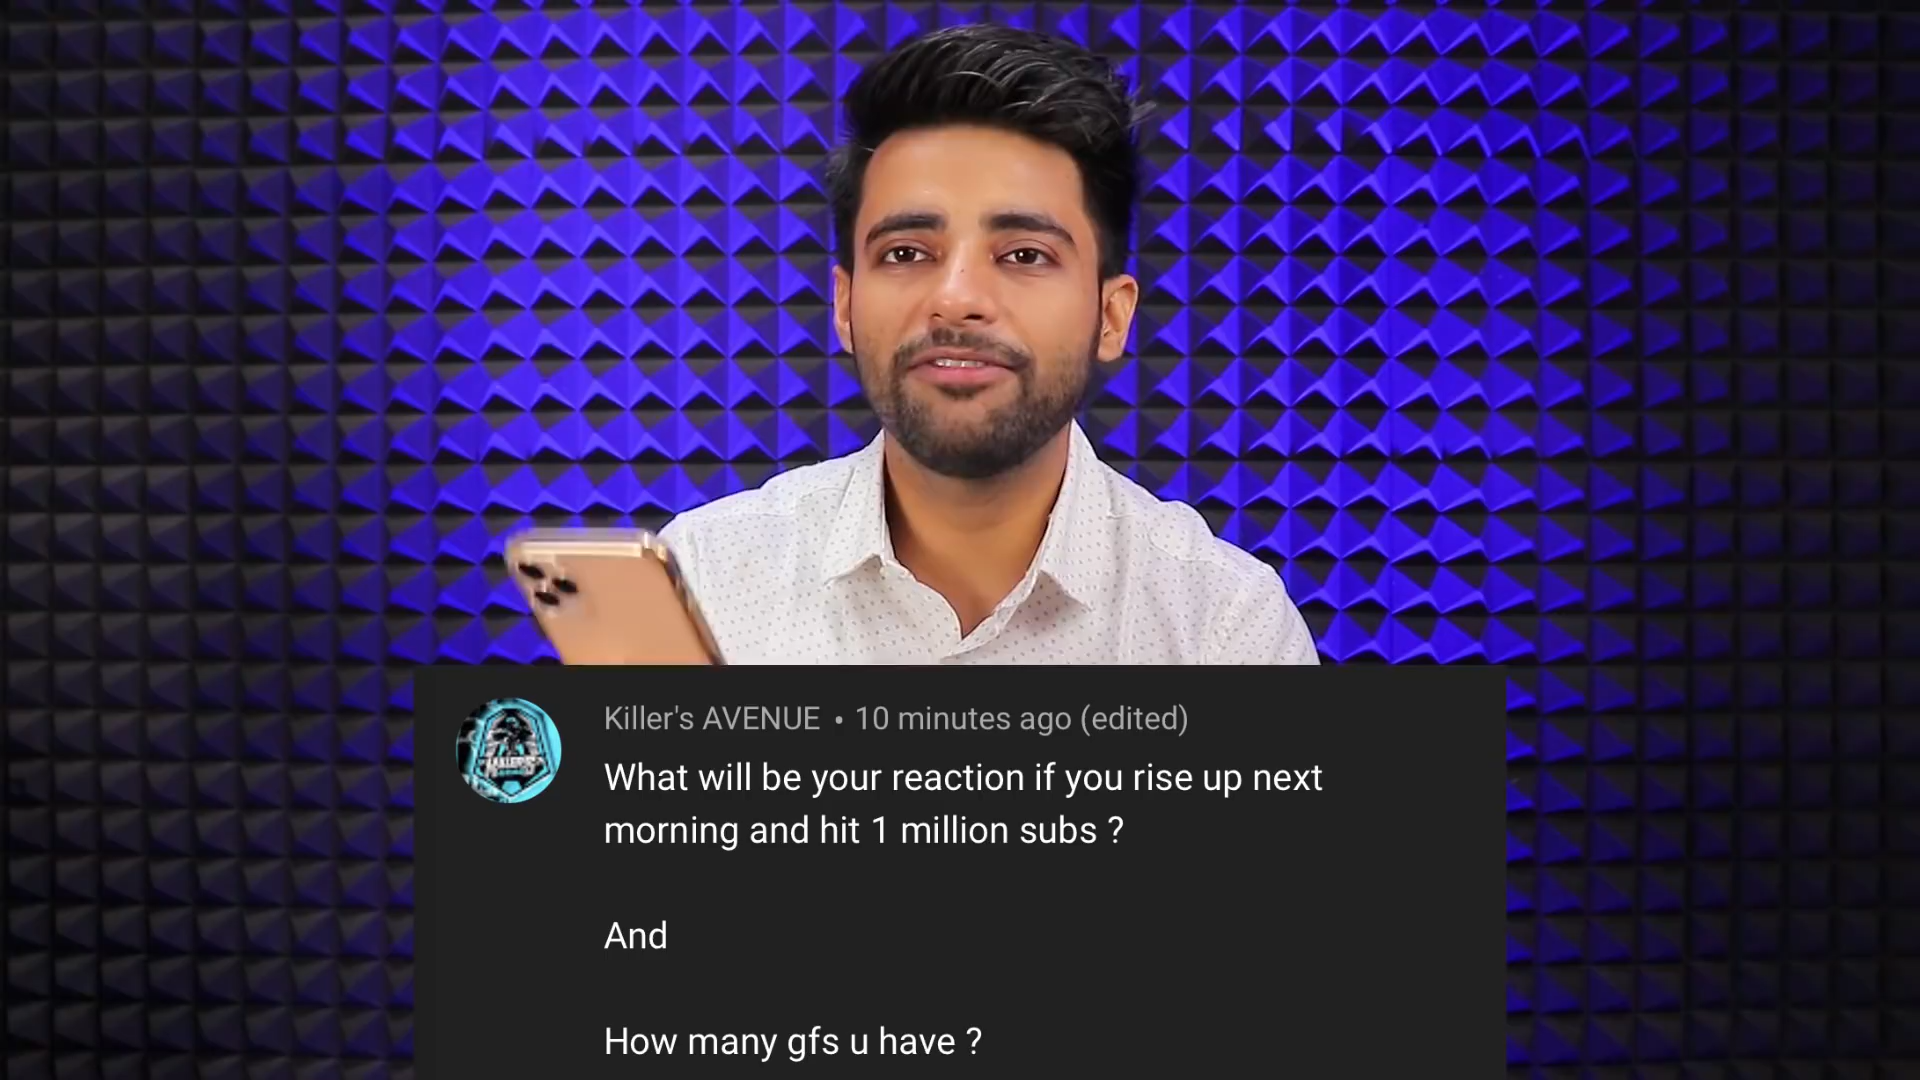 Killer's AVENUE • 10 minutes ago (edited)
What will be your reaction if you rise up next
morning and hit 1 million subs ?
And
How many gfs u have ?